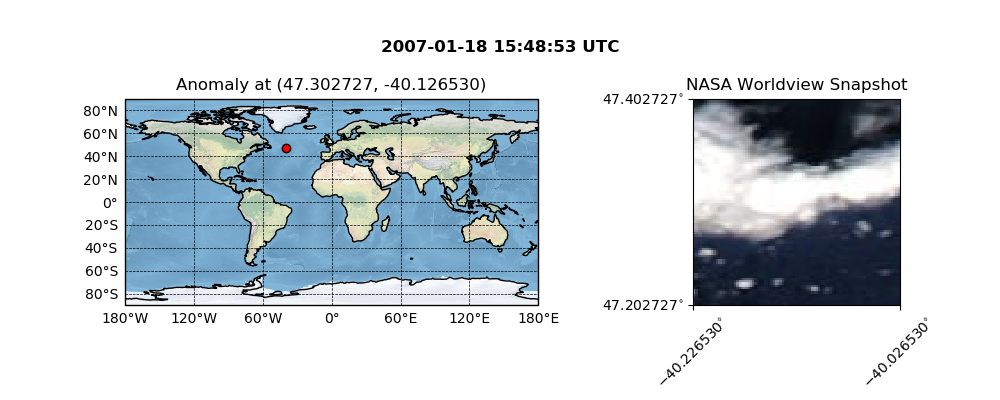 2007-01-18 15:48:53 UTC
Anomaly at (47.302727, -40.126530)
80°N
60°N
40°N
20°N
0°
20°S
40°S
60°S
80°S
180°W 120°W 60°W 0° 60°E 120°E 180°E
NASA Worldview Snapshot
47.402727°
47.202727°
−40.226530°
−40.026530°